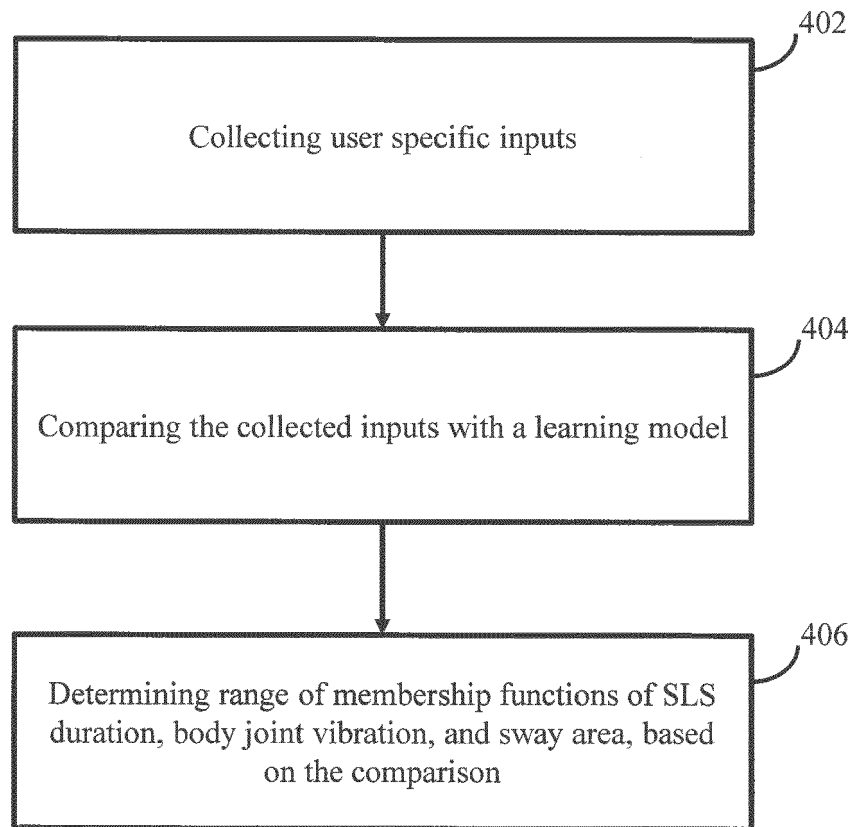 402
Collecting user specific inputs
404
Comparing the collected inputs with a learning model
406
Determining range of membership functions of SLS
duration, body joint vibration, and sway area, based
on the comparison